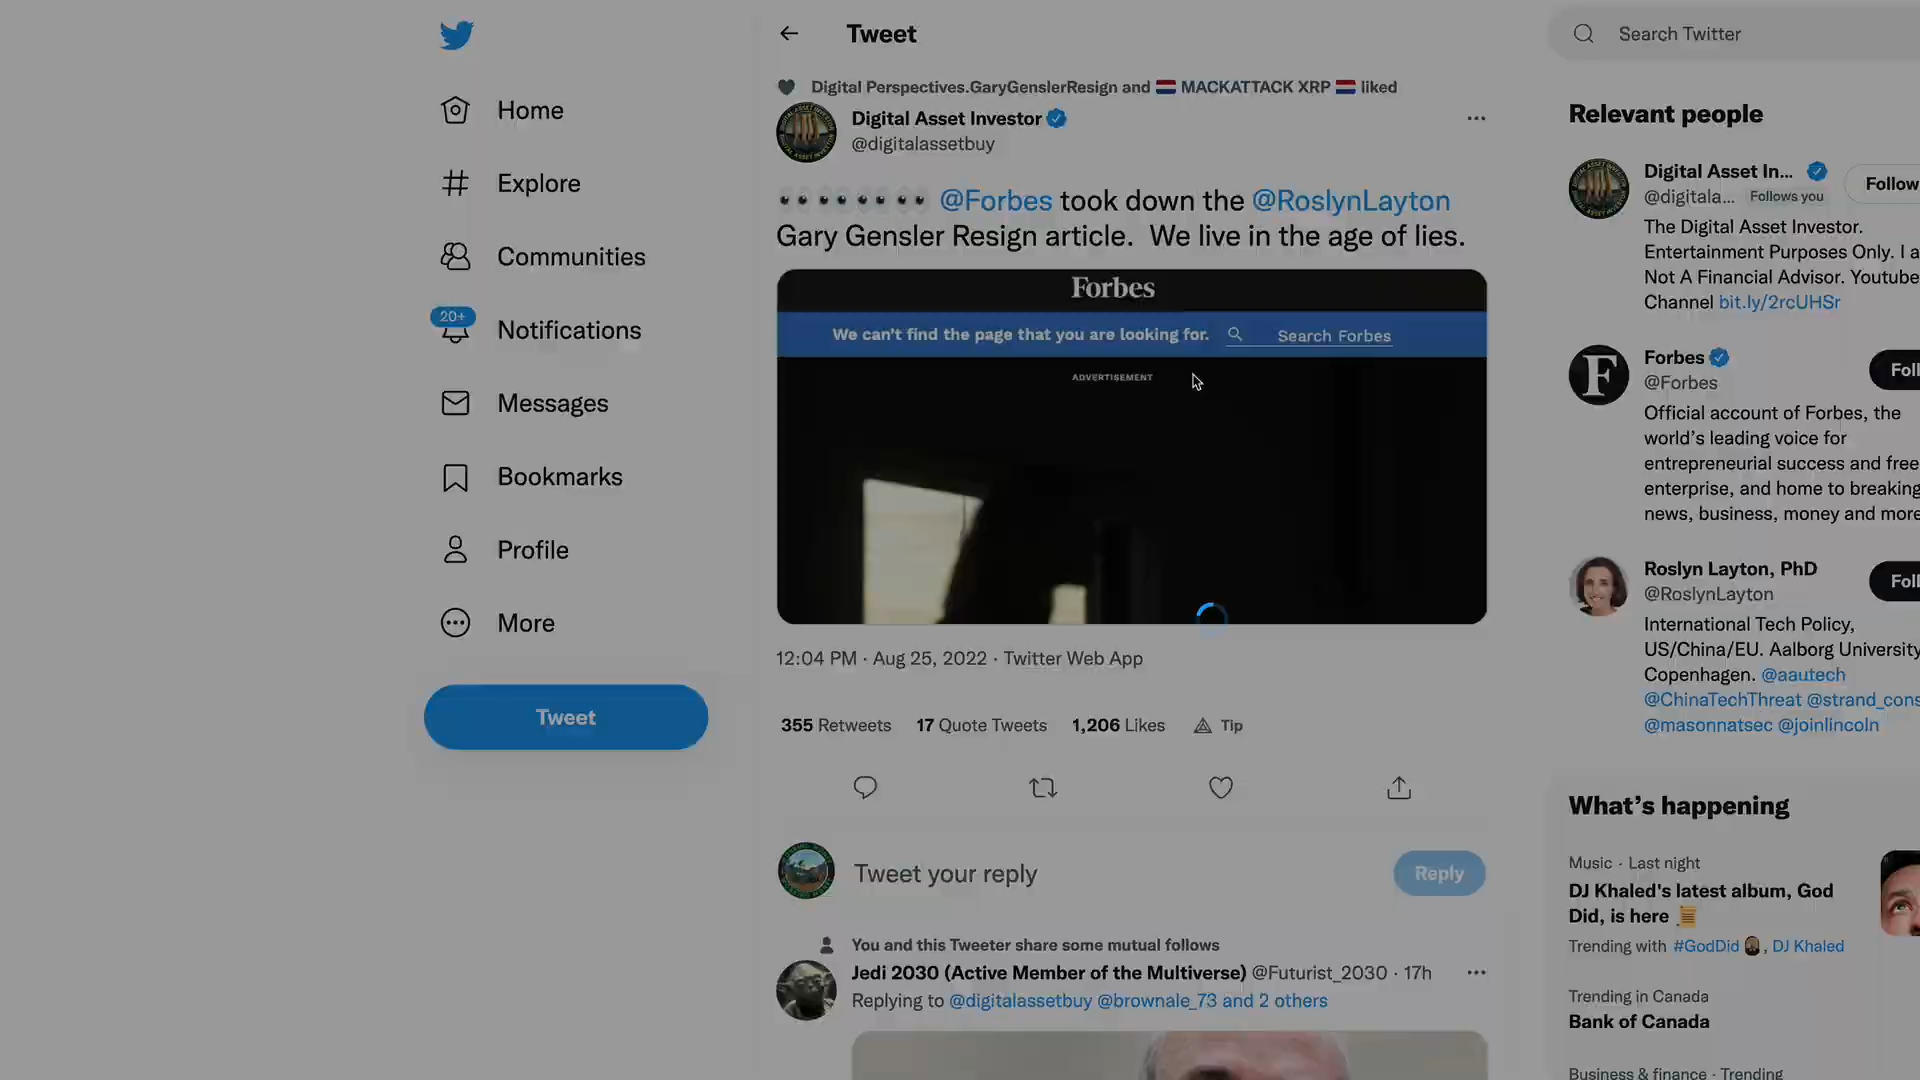 Tweet
Search Twitter
Digital Perspectives.GaryGenslerResign and MACKATTACK XRP liked
Digital Asset Investor
@digitalassetbuy
@Forbes took down the @RoslynLayton
Gary Gensler Resign article. We live in the age of lies.
Forbes
We can't find the page that you are looking for. Search Forbes
ADVERTISEMENT
12:04 PM · Aug 25, 2022 · Twitter Web App
355 Retweets 17 Quote Tweets 1,206 Likes Tip
Tweet your reply
Reply
You and this Tweeter share some mutual follows
Jedi 2030 (Active Member of the Multiverse) @Futurist_2030 · 17h
Replying to @digitalassetbuy @brownale_73 and 2 others
Home
Explore
Communities
20+
Notifications
Messages
Bookmarks
Profile
More
Tweet
Relevant people
Digital Asset In...
@digitala... Follows you
Follow
The Digital Asset Investor.
Entertainment Purposes Only. I a
Not A Financial Advisor. Youtube
Channel bit.ly/2rcUHSr
Forbes
@Forbes
Foll
Official account of Forbes, the
world's leading voice for
entrepreneurial success and free
enterprise, and home to breaking
news, business, money and more
Roslyn Layton, PhD
@RoslynLayton
Foll
International Tech Policy,
US/China/EU. Aalborg University
Copenhagen. @aautech
@ChinaTechThreat @strand_cons
@masonnatsec @joinlincoln
What's happening
Music · Last night
DJ Khaled's latest album, God
Did, is here
Trending with #GodDid , DJ Khaled
Trending in Canada
Bank of Canada
Business & finance · Trending